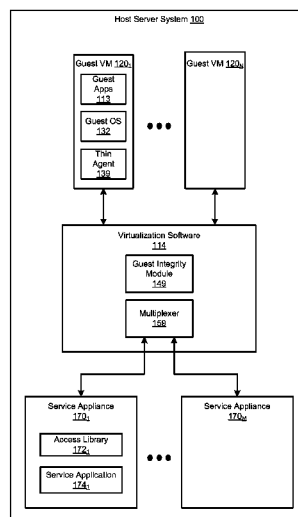 Host Server System 100
Guest VM 120₁
Guest VM 120ₙ
Guest
Apps
113
Guest OS
132
Thin
Agent
139
Virtualization Software
114
Guest Integrity
Module
149
Multiplexer
158
Service Appliance
170₁
Service Appliance
170ₘ
Access Library
172₁
Service Application
174₁